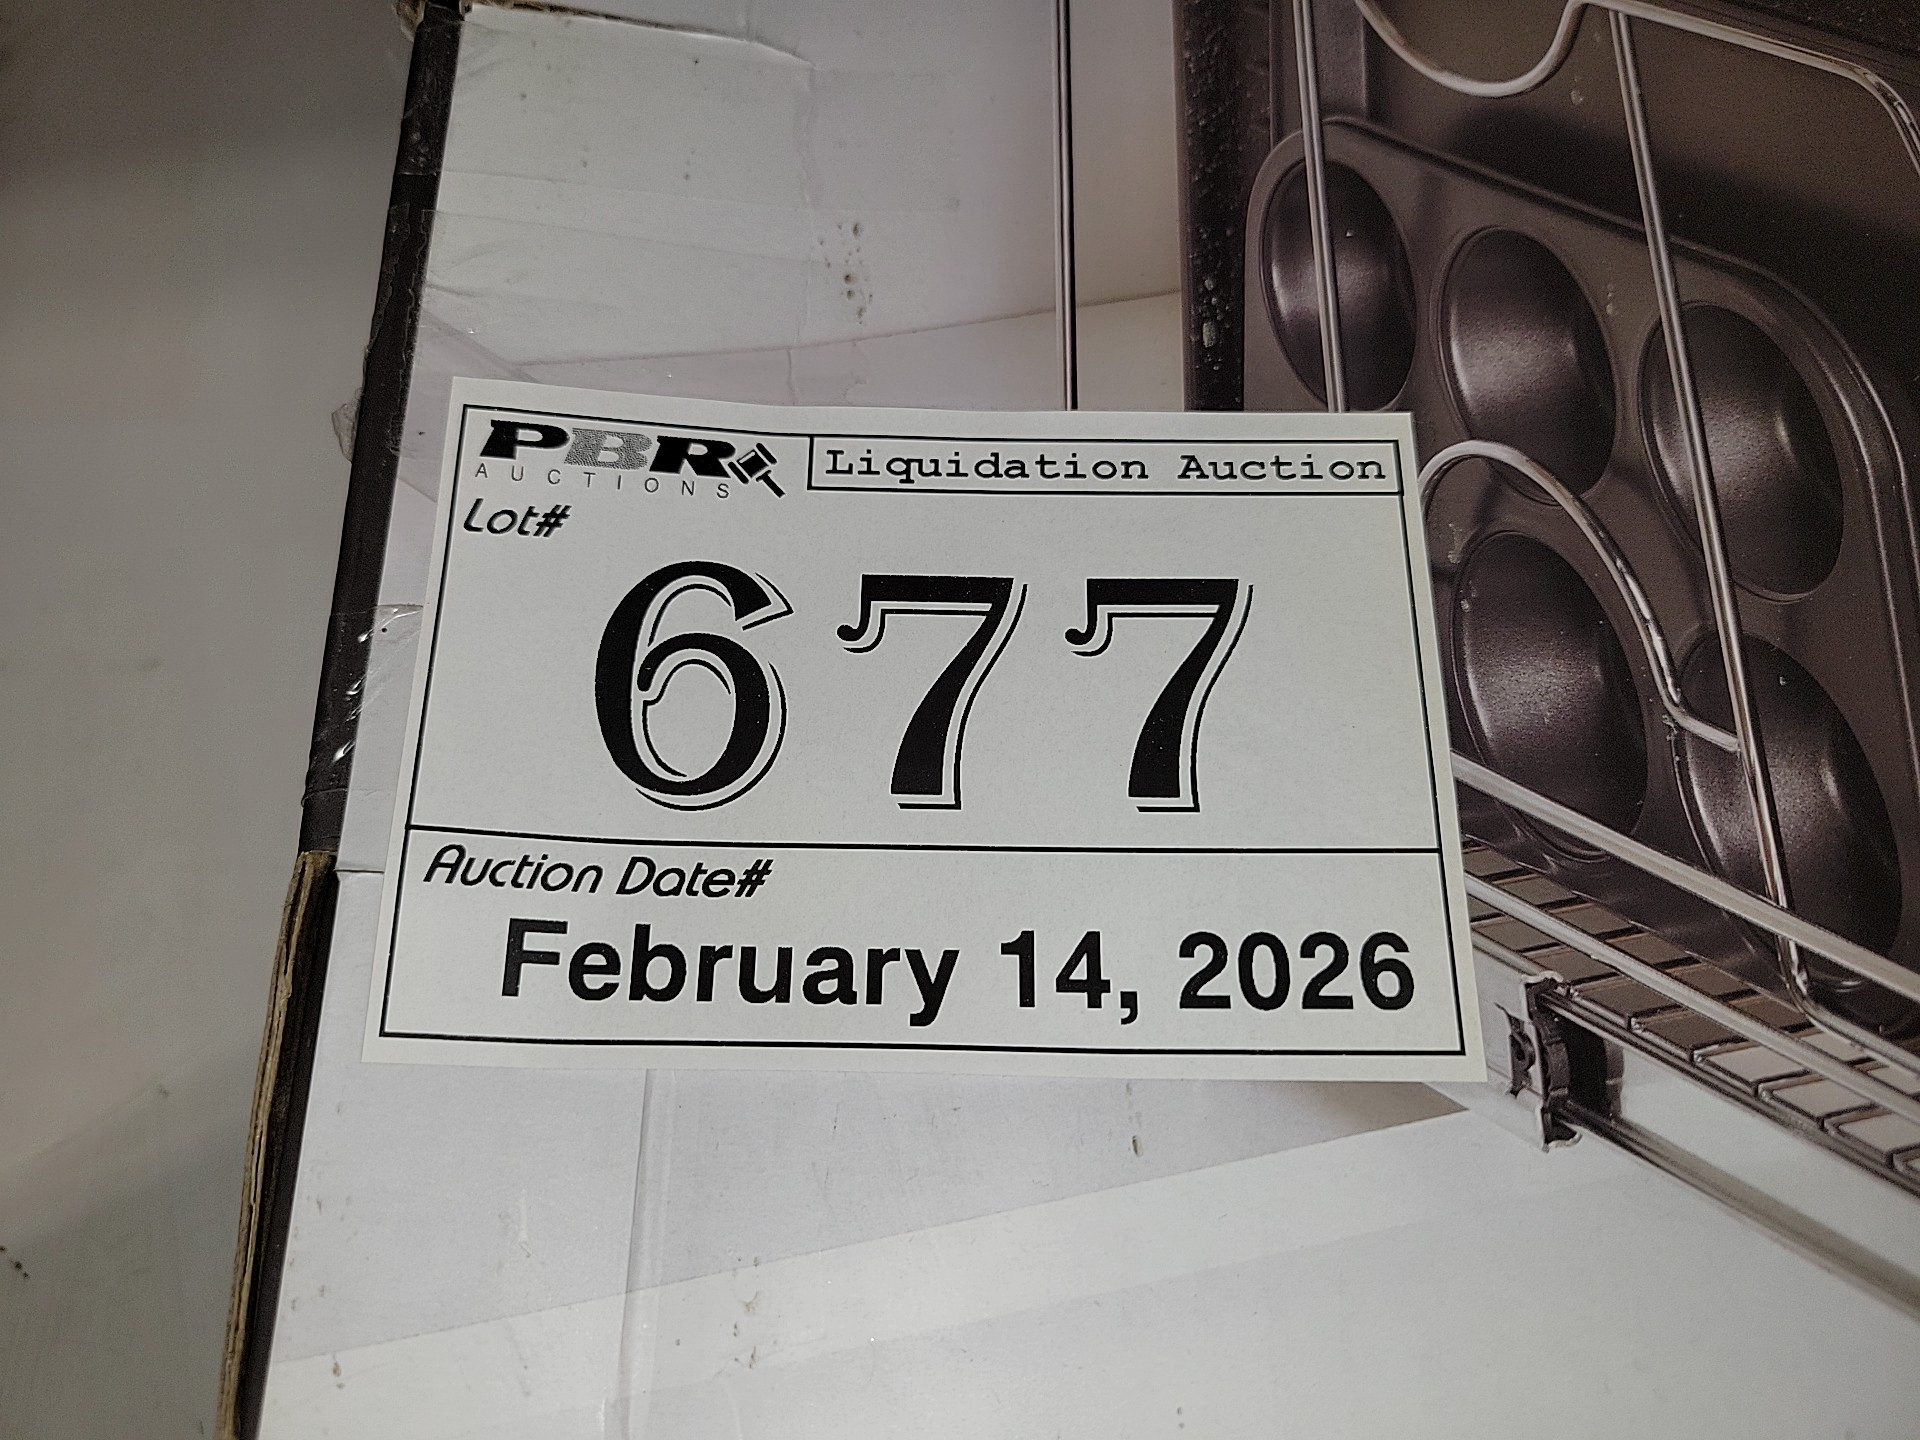 PBR
AUCTIONS
Liquidation Auction
Lot#
677
Auction Date#
February 14, 2026